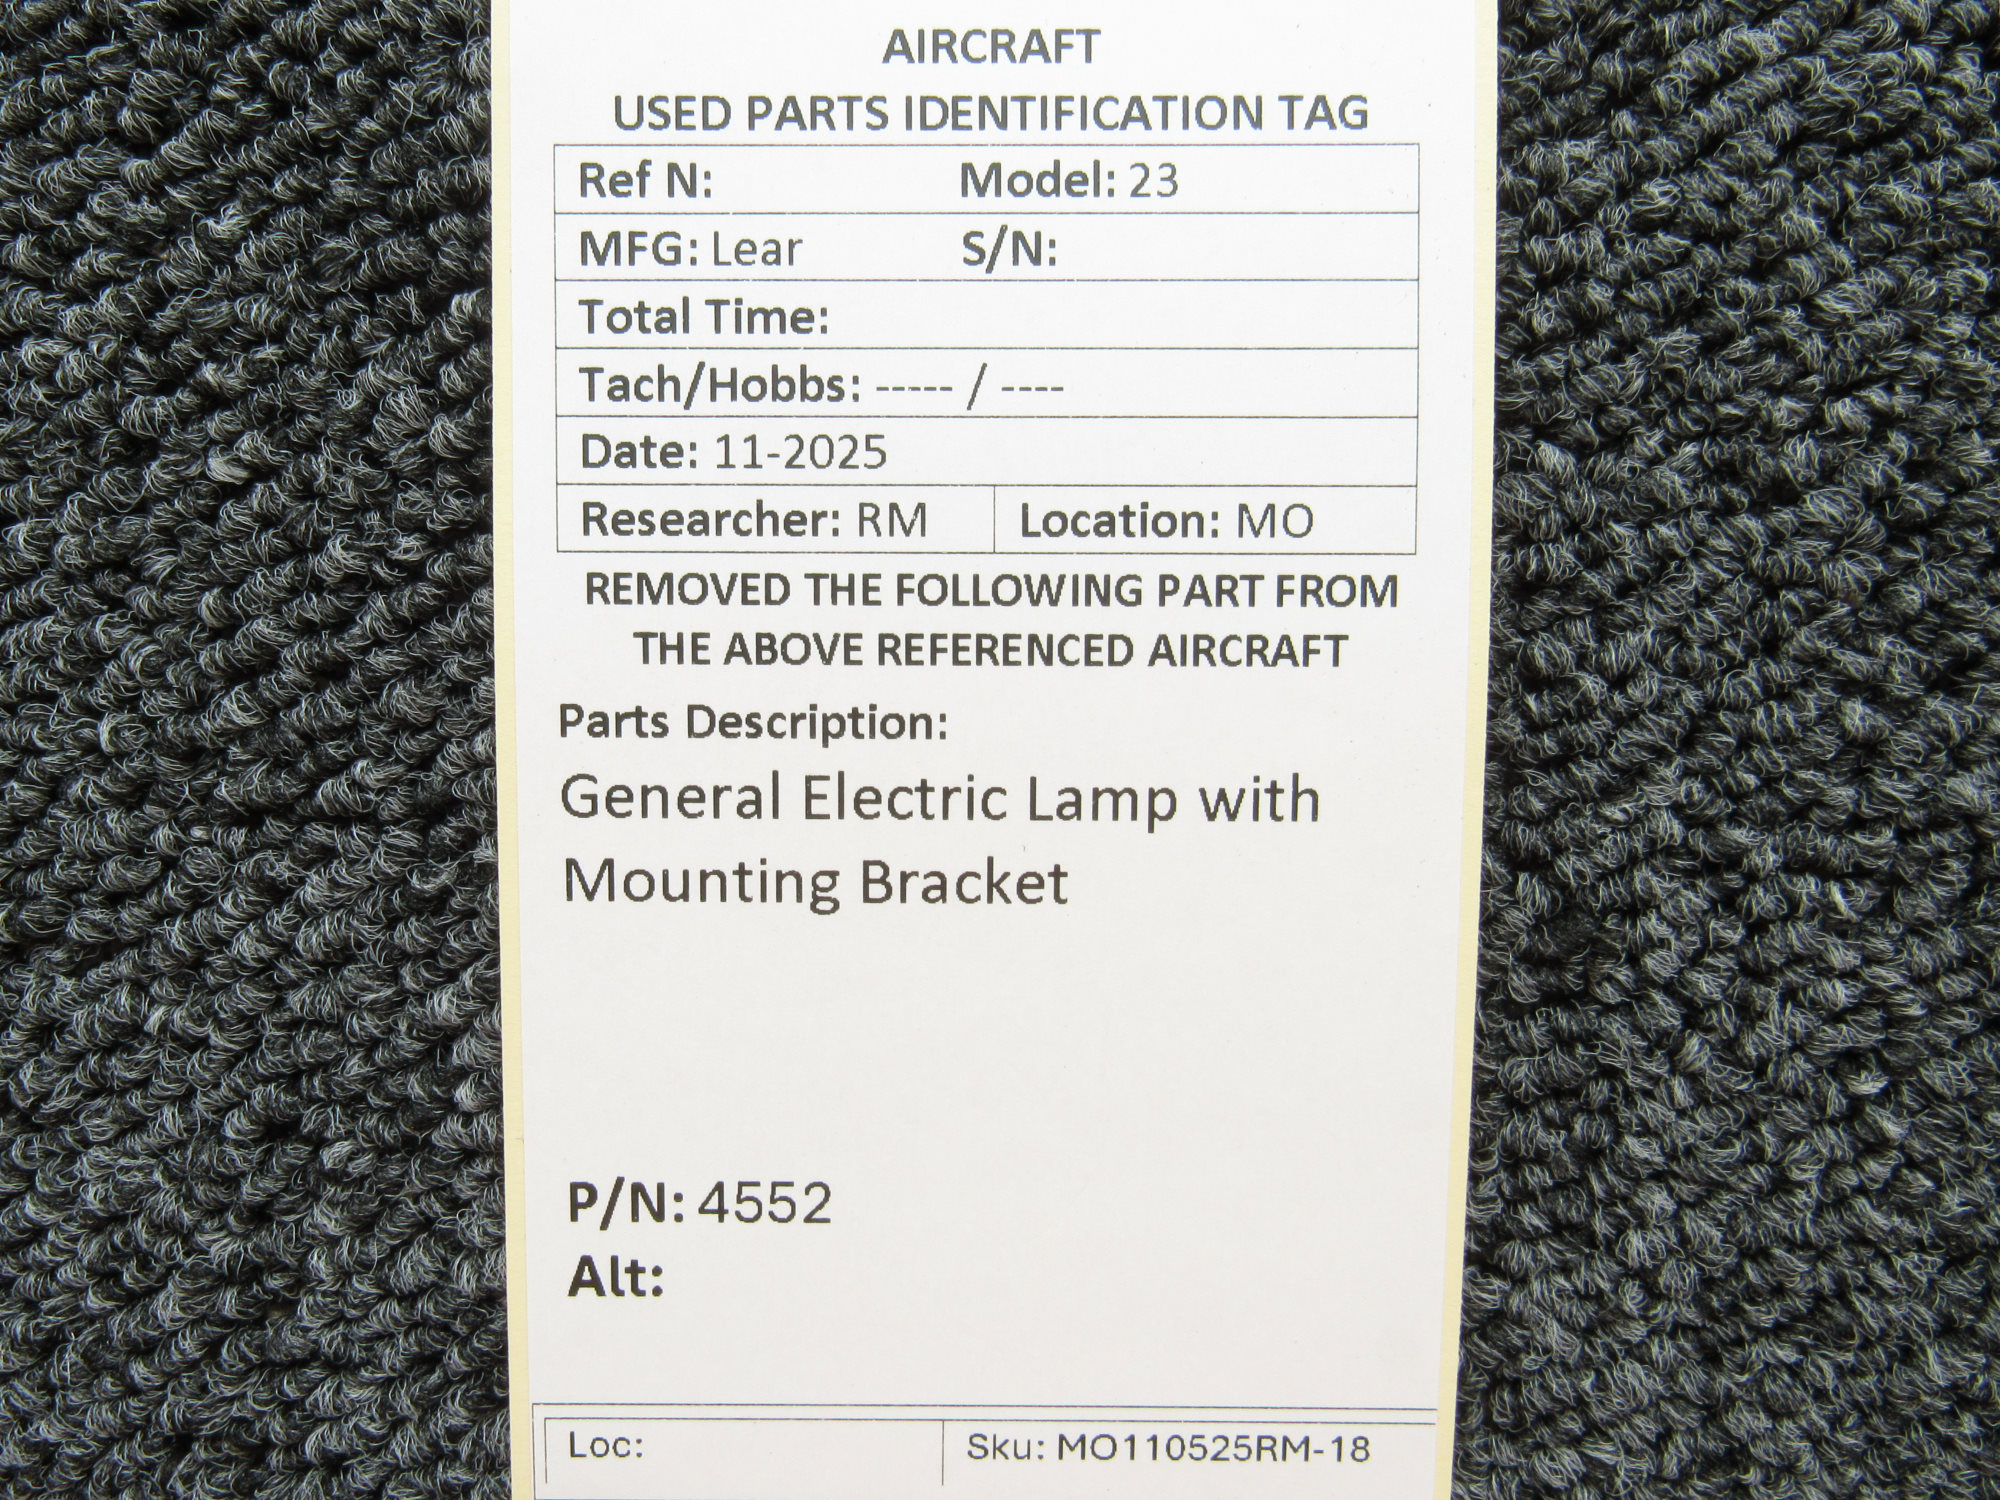 AIRCRAFT
USED PARTS IDENTIFICATION TAG
Ref N: Model: 23
MFG: Lear S/N:
Total Time:
Tach/Hobbs: ----- / ----
Date: 11-2025
Researcher: RM Location: MO
REMOVED THE FOLLOWING PART FROM
THE ABOVE REFERENCED AIRCRAFT
Parts Description:
General Electric Lamp with
Mounting Bracket
P/N: 4552
Alt:
Loc: Sku: MO110525RM-18